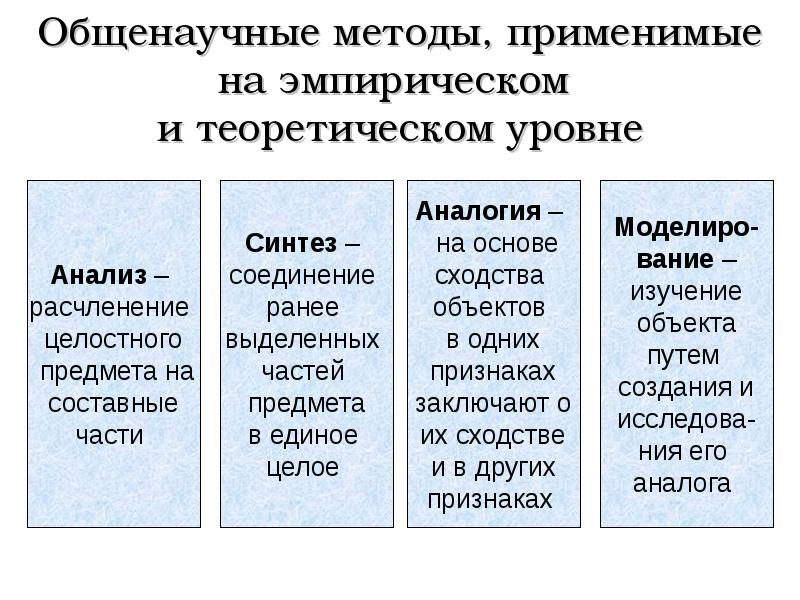 Общенаучные методы, применимые
на эмпирическом
и теоретическом уровне
Анализ –
расчленение
целостного
предмета на
составные
части
Синтез –
соединение
ранее
выделенных
частей
предмета
в единое
целое
Аналогия –
на основе
сходства
объектов
в одних
признаках
заключают о
их сходстве
и в других
признаках
Моделиро-
вание –
изучение
объекта
путем
создания и
исследова-
ния его
аналога